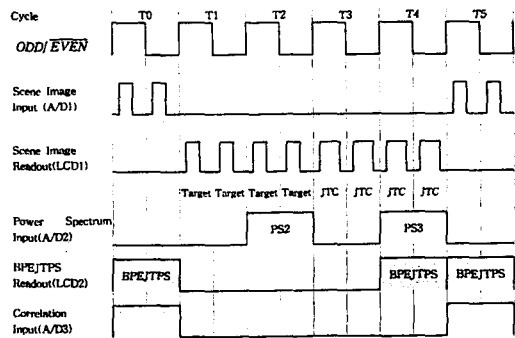 Cycle T0 T1 T2 T3 T4 T5
ODD/EVEN
Scene Image
Input (A/D1)
Scene Image
Readout(LCD1)
Target Target Target Target JTC JTC JTC JTC
Power Spectrum
Input(A/D2)
PS2 PS3
BPEJTPS
Readout(LCD2)
BPEJTPS BPEJTPS BPEJTPS
Correlation
Input(A/D3)